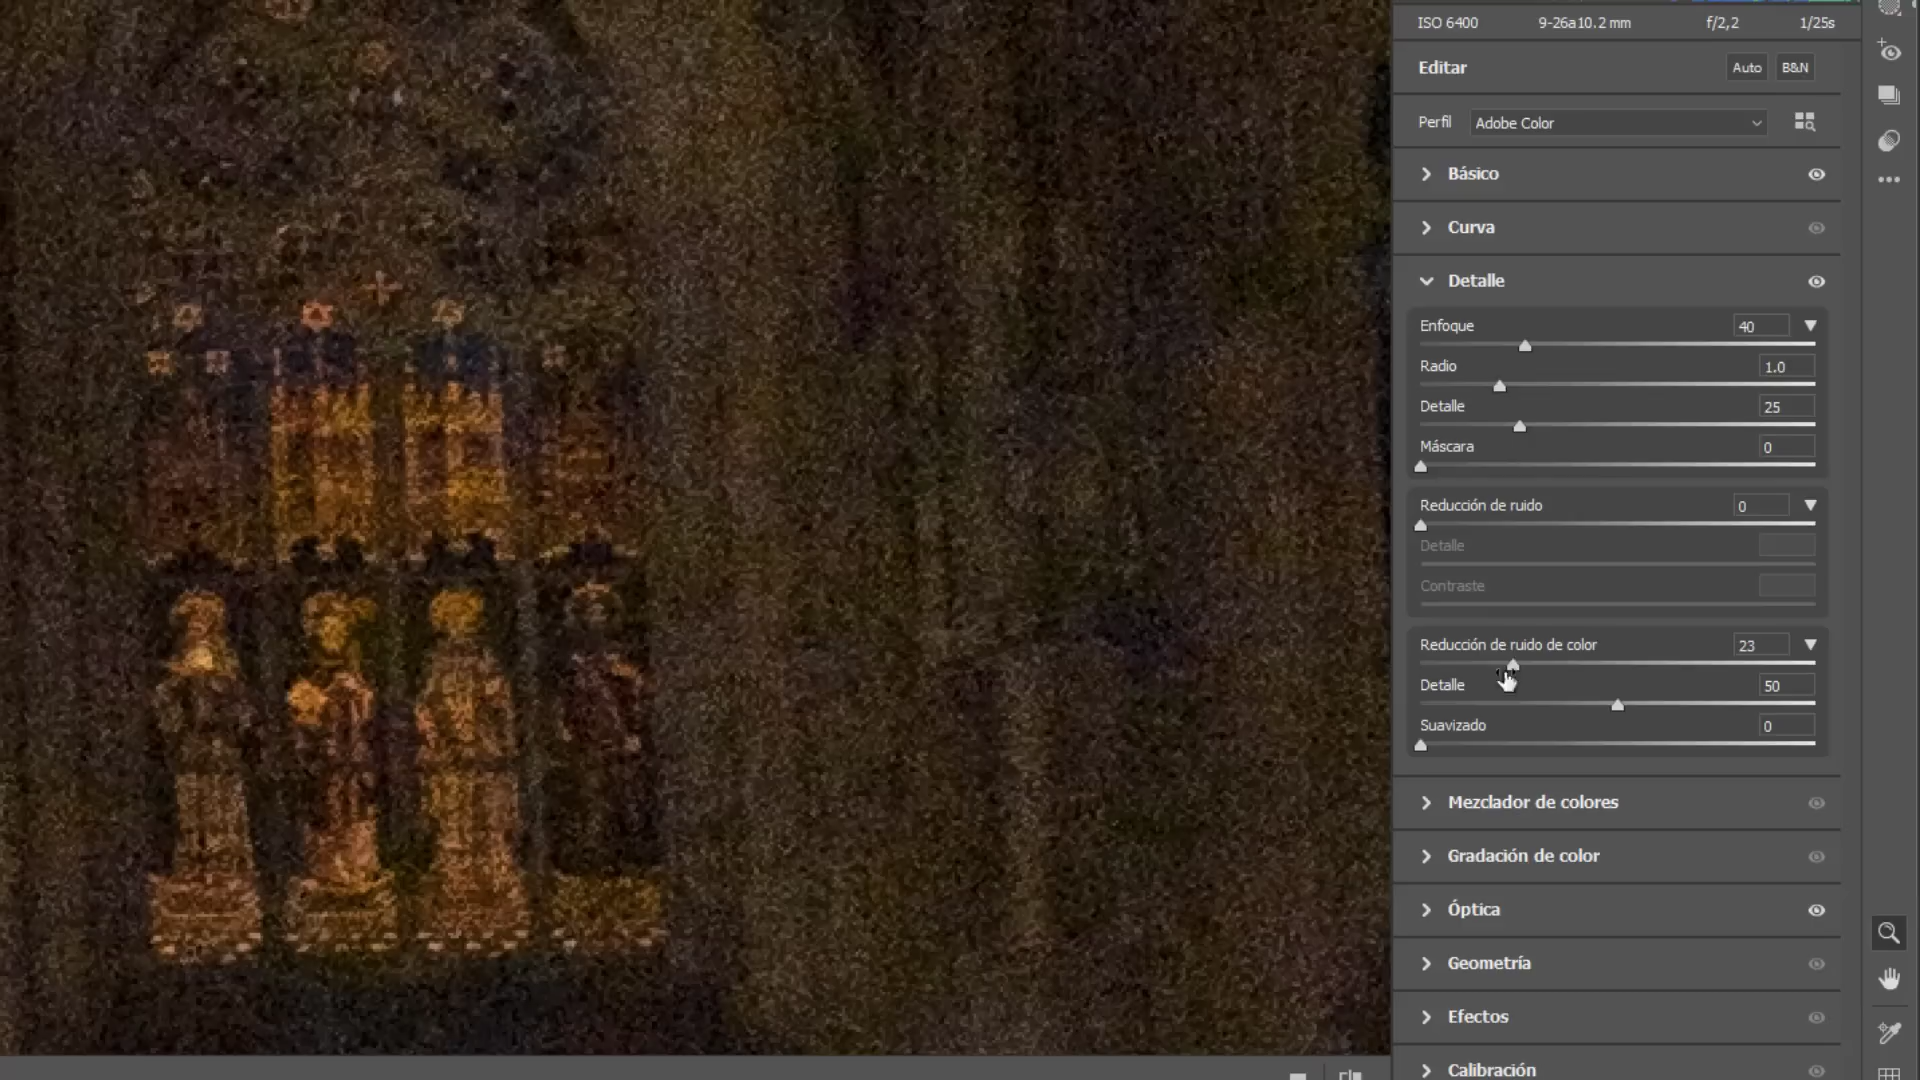 ISO 6400 9-26a10.2 mm f/2,2 1/25s
Editar Auto B&N
Perfil Adobe Color
Básico
Curva
Detalle
Enfoque 40
Radio 1.0
Detalle 25
Máscara 0
Reducción de ruido 0
Detalle
Contraste
Reducción de ruido de color 23
Detalle 50
Suavizado 0
Mezclador de colores
Gradación de color
Óptica
Geometría
Efectos
Calibración